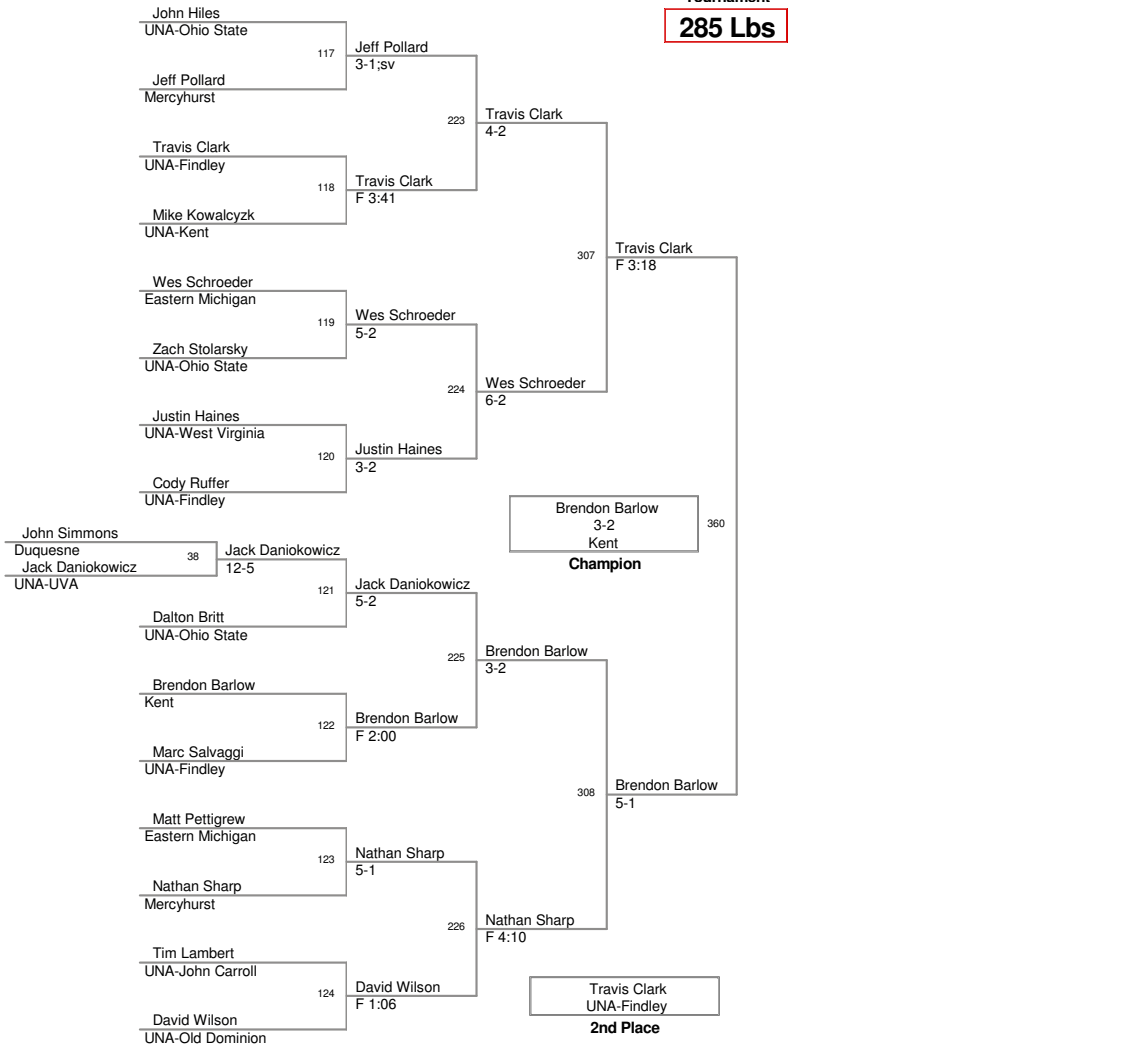 Tournament
285 Lbs
John Hiles
UNA-Ohio State
117
Jeff Pollard
3-1;sv
Jeff Pollard
Mercyhurst
223
Travis Clark
4-2
Travis Clark
UNA-Findley
118
Travis Clark
F 3:41
Mike Kowalcyzk
UNA-Kent
307
Travis Clark
F 3:18
Wes Schroeder
Eastern Michigan
119
Wes Schroeder
5-2
Zach Stolarsky
UNA-Ohio State
224
Wes Schroeder
6-2
Justin Haines
UNA-West Virginia
120
Justin Haines
3-2
Cody Ruffer
UNA-Findley
Brendon Barlow
3-2
Kent
360
Champion
John Simmons
Duquesne
38
Jack Daniokowicz
12-5
Jack Daniokowicz
UNA-UVA
121
Jack Daniokowicz
5-2
Dalton Britt
UNA-Ohio State
225
Brendon Barlow
3-2
Brendon Barlow
Kent
122
Brendon Barlow
F 2:00
Marc Salvaggi
UNA-Findley
308
Brendon Barlow
5-1
Matt Pettigrew
Eastern Michigan
123
Nathan Sharp
5-1
Nathan Sharp
Mercyhurst
226
Nathan Sharp
F 4:10
Tim Lambert
UNA-John Carroll
124
David Wilson
F 1:06
David Wilson
UNA-Old Dominion
Travis Clark
UNA-Findley
2nd Place